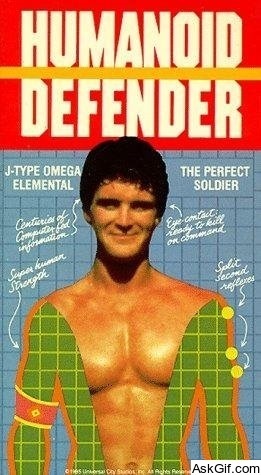 HUMANOID
DEFENDER
J-TYPE OMEGA
ELEMENTAL
THE PERFECT
SOLDIER
Centuries of
Computer-fed
information
Eye contact;
ready to kill
on command
Super human
Strength
Split
Second
reflexes
©1985 Universal City Studios, Inc. All Rights Reserved
AskGif.com